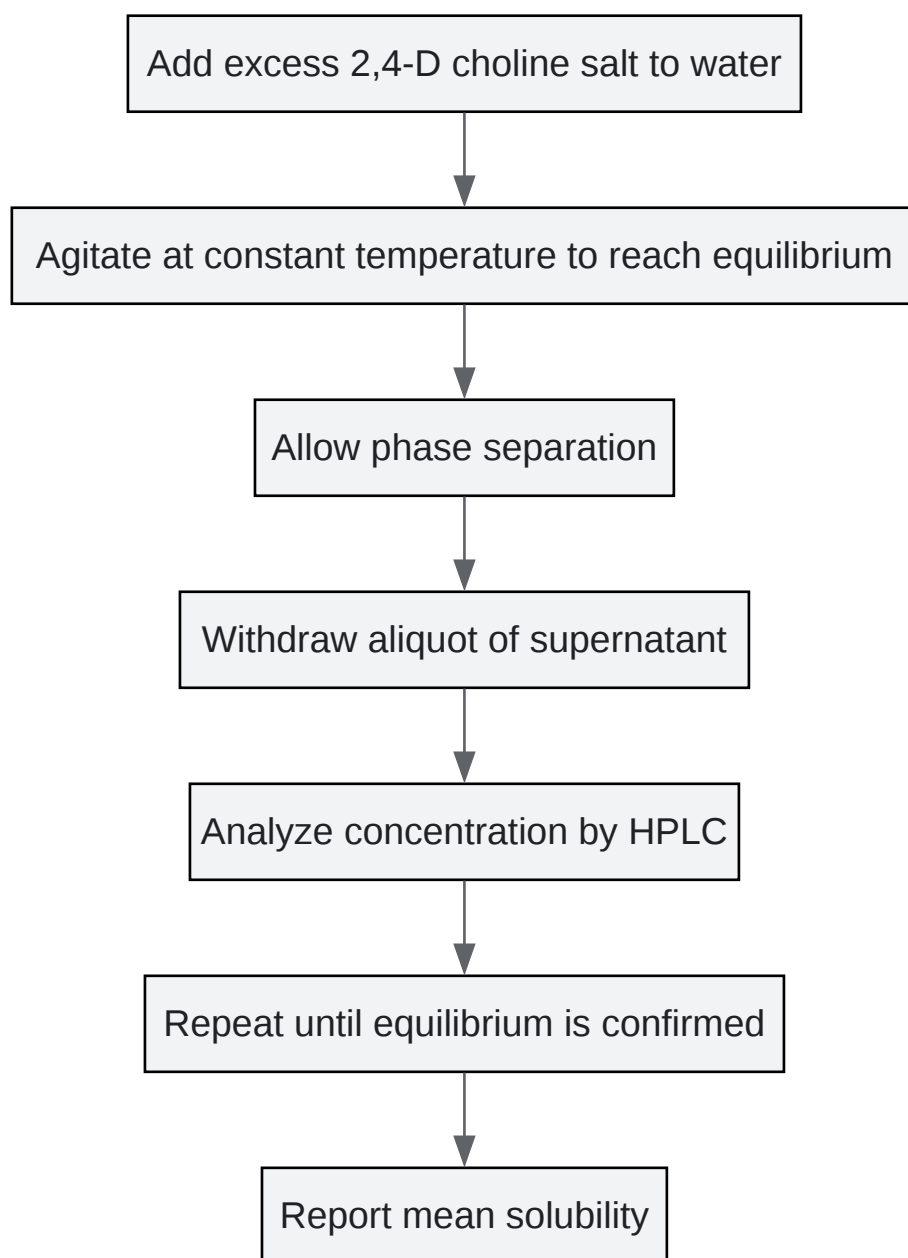 Add excess 2,4-D choline salt to water
Agitate at constant temperature to reach equilibrium
Allow phase separation
Withdraw aliquot of supernatant
Analyze concentration by HPLC
Repeat until equilibrium is confirmed
Report mean solubility